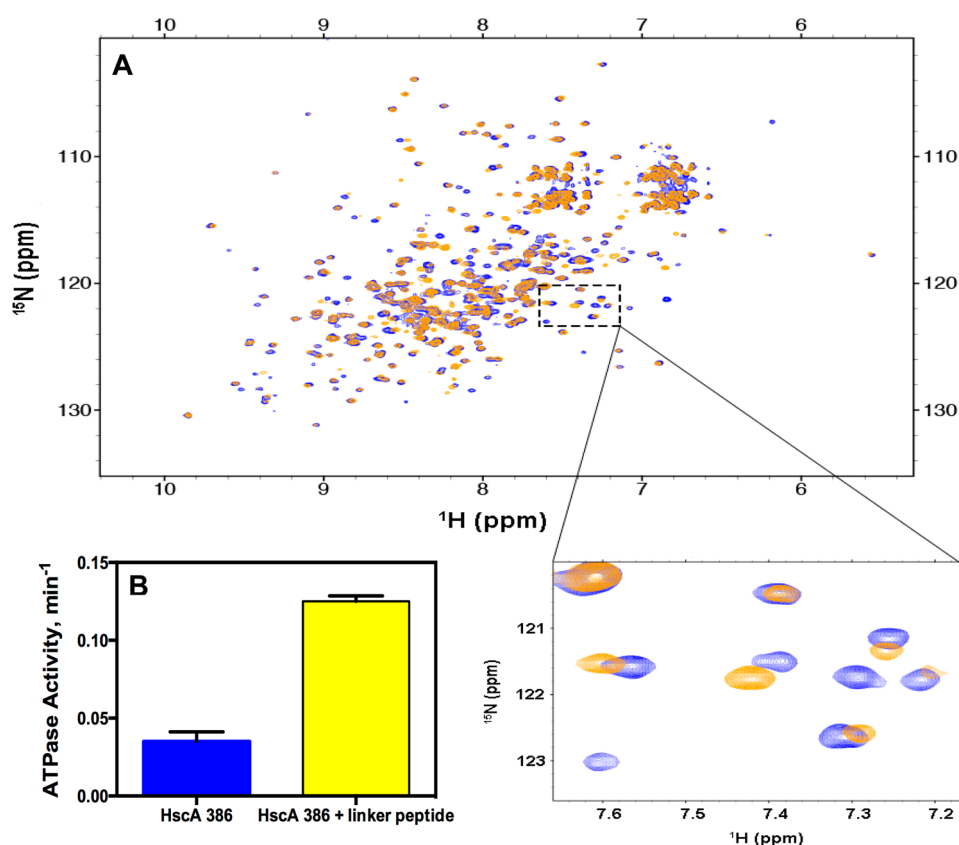 10 9 8 7 6
A
110 110
120 120
130 130
¹⁵N (ppm)
10 9 8 7 6
¹H (ppm)
B
ATPase Activity, min⁻¹
0.15
0.10
0.05
0.00
HscA 386 HscA 386 + linker peptide
¹⁵N (ppm)
121
122
123
7.6 7.5 7.4 7.3 7.2
¹H (ppm)